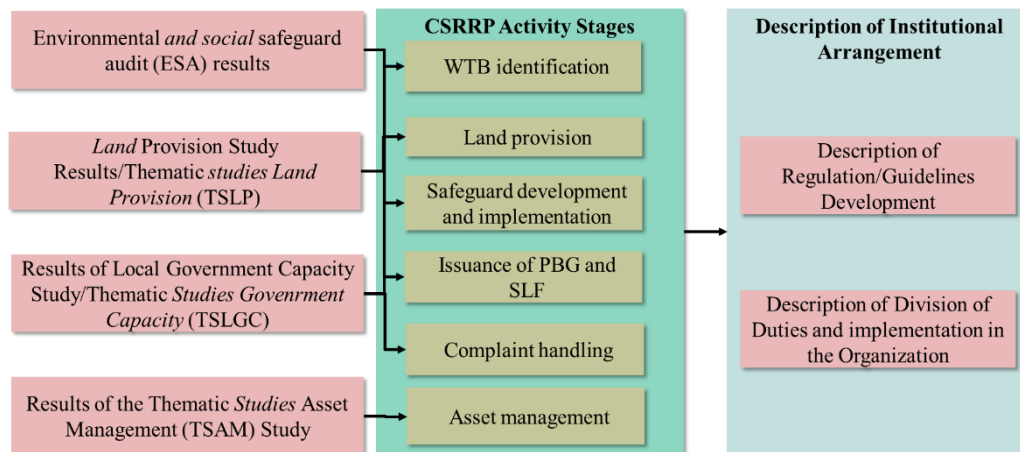 Environmental and social safeguard
audit (ESA) results
Land Provision Study
Results/Thematic studies Land
Provision (TSLP)
Results of Local Government Capacity
Study/Thematic Studies Govenrment
Capacity (TSLGC)
Results of the Thematic Studies Asset
Management (TSAM) Study
CSRRP Activity Stages
WTB identification
Land provision
Safeguard development
and implementation
Issuance of PBG and
SLF
Complaint handling
Asset management
Description of Institutional
Arrangement
Description of
Regulation/Guidelines
Development
Description of Division of
Duties and implementation in
the Organization